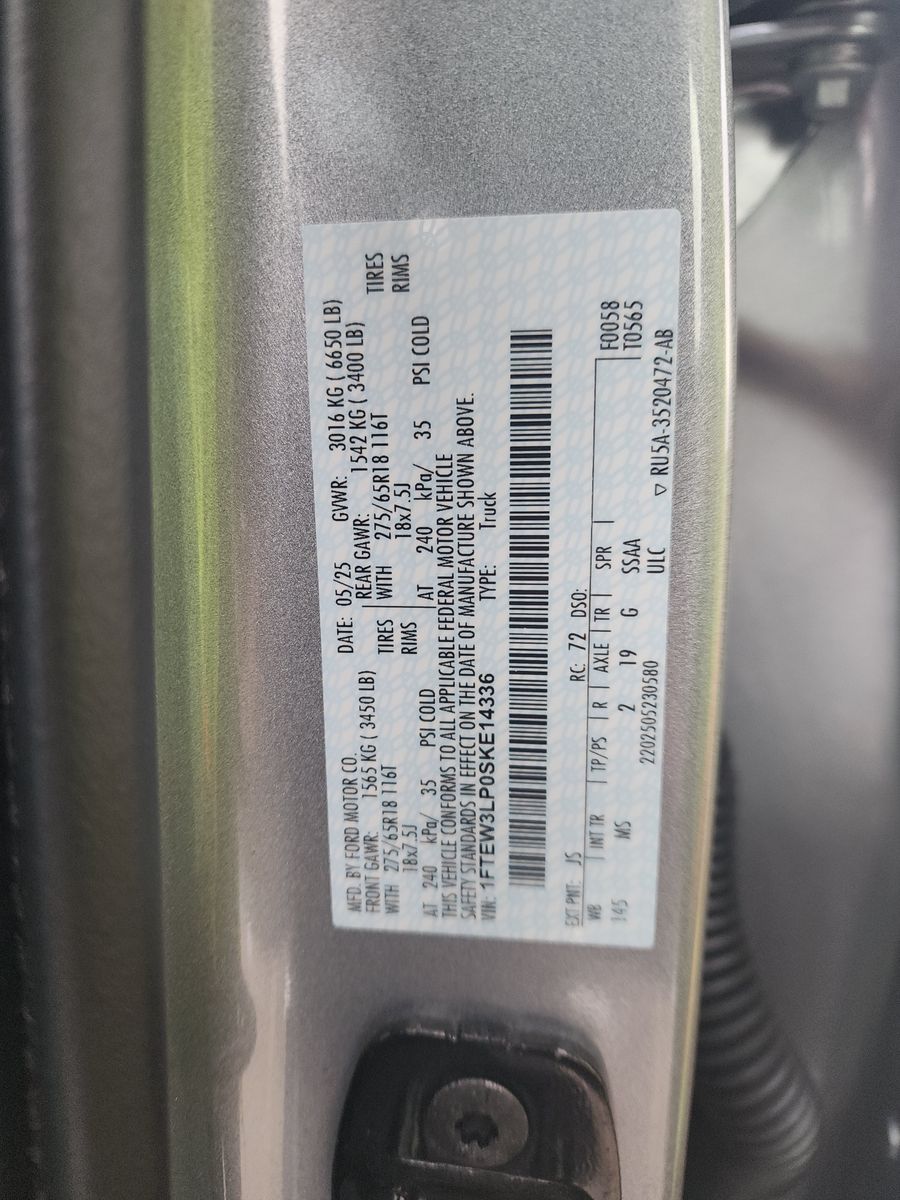 MFD. BY FORD MOTOR CO.
DATE: 05/25 GVWR: 3016 KG ( 6650 LB)
FRONT GAWR: 1565 KG ( 3450 LB) REAR GAWR: 1542 KG ( 3400 LB)
WITH 275/65R18 116T TIRES WITH 275/65R18 116T TIRES
18x7.5J RIMS 18x7.5J RIMS
AT 240 kPa/ 35 PSI COLD AT 240 kPa/ 35 PSI COLD
THIS VEHICLE CONFORMS TO ALL APPLICABLE FEDERAL MOTOR VEHICLE
SAFETY STANDARDS IN EFFECT ON THE DATE OF MANUFACTURE SHOWN ABOVE.
VIN: 1FTEW3LP0SKE14336 TYPE: Truck
EXT PNT: JS RC: 72 DSO:
WB INT TR TP/PS R AXLE TR SPR F0058
145 MS 2 19 G SSAA T0565
ULC
2202505230580 ▽ RU5A-3520472-AB